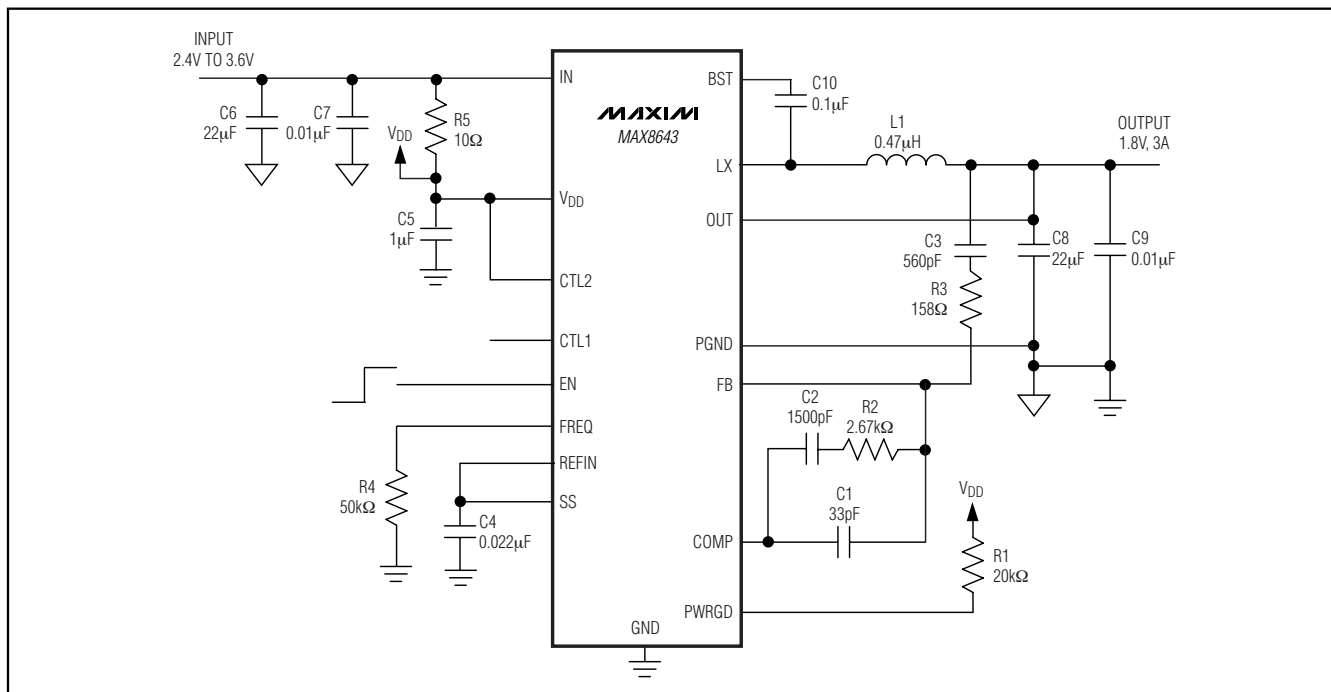 INPUT
2.4V TO 3.6V
C6
22µF
C7
0.01µF
R5
10Ω
VDD
VDD
C5
1µF
CTL2
CTL1
EN
FREQ
REFIN
SS
R4
50kΩ
C4
0.022µF
IN
MAXIM
MAX8643
GND
BST
LX
OUT
PGND
FB
COMP
PWRGD
C10
0.1µF
L1
0.47µH
OUTPUT
1.8V, 3A
C3
560pF
R3
158Ω
C8
22µF
C9
0.01µF
C2
1500pF
R2
2.67kΩ
C1
33pF
VDD
R1
20kΩ